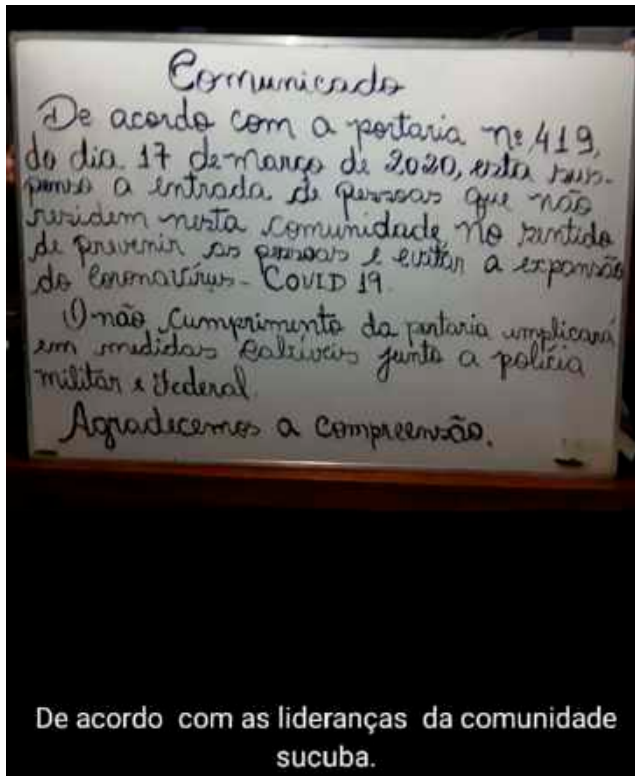 Comunicado
De acordo com a portaria nº 419,
do dia 17 de março de 2020, esta sus-
penso a entrada de pessoas que não
residem nesta comunidade, no sentido
de prevenir as pessoas e evitar a expansão
do Coronavírus - COVID 19.
O não cumprimento da portaria implicará
em medidas cabíveis junto a polícia
militar e Federal.
Agradecemos a compreensão.
De acordo com as lideranças da comunidade
sucuba.